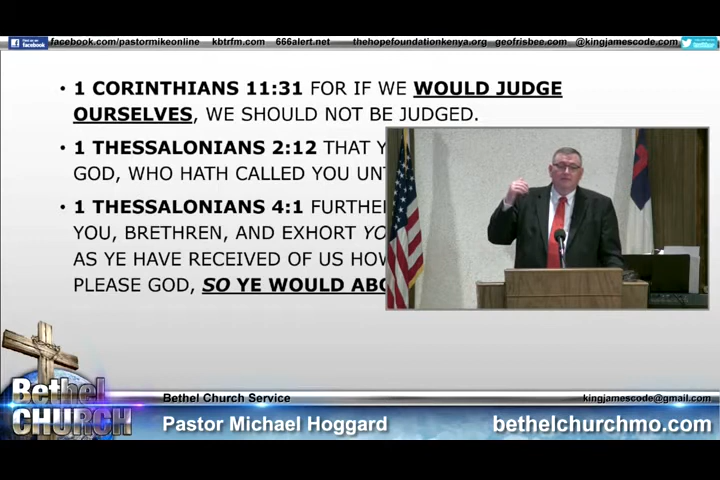 facebook.com/pastormikeonline kbtrfm.com 666alert.net thehopefoundationkenya.org geofrisbee.com @kingjamescode.com
• 1 CORINTHIANS 11:31 FOR IF WE WOULD JUDGE
OURSELVES, WE SHOULD NOT BE JUDGED.
• 1 THESSALONIANS 2:12 THAT Y
GOD, WHO HATH CALLED YOU UNT
• 1 THESSALONIANS 4:1 FURTHE
YOU, BRETHREN, AND EXHORT YO
AS YE HAVE RECEIVED OF US HOW
PLEASE GOD, SO YE WOULD ABO
Bethel
CHURCH
Bethel Church Service kingjamescode@gmail.com
Pastor Michael Hoggard bethelchurchmo.com